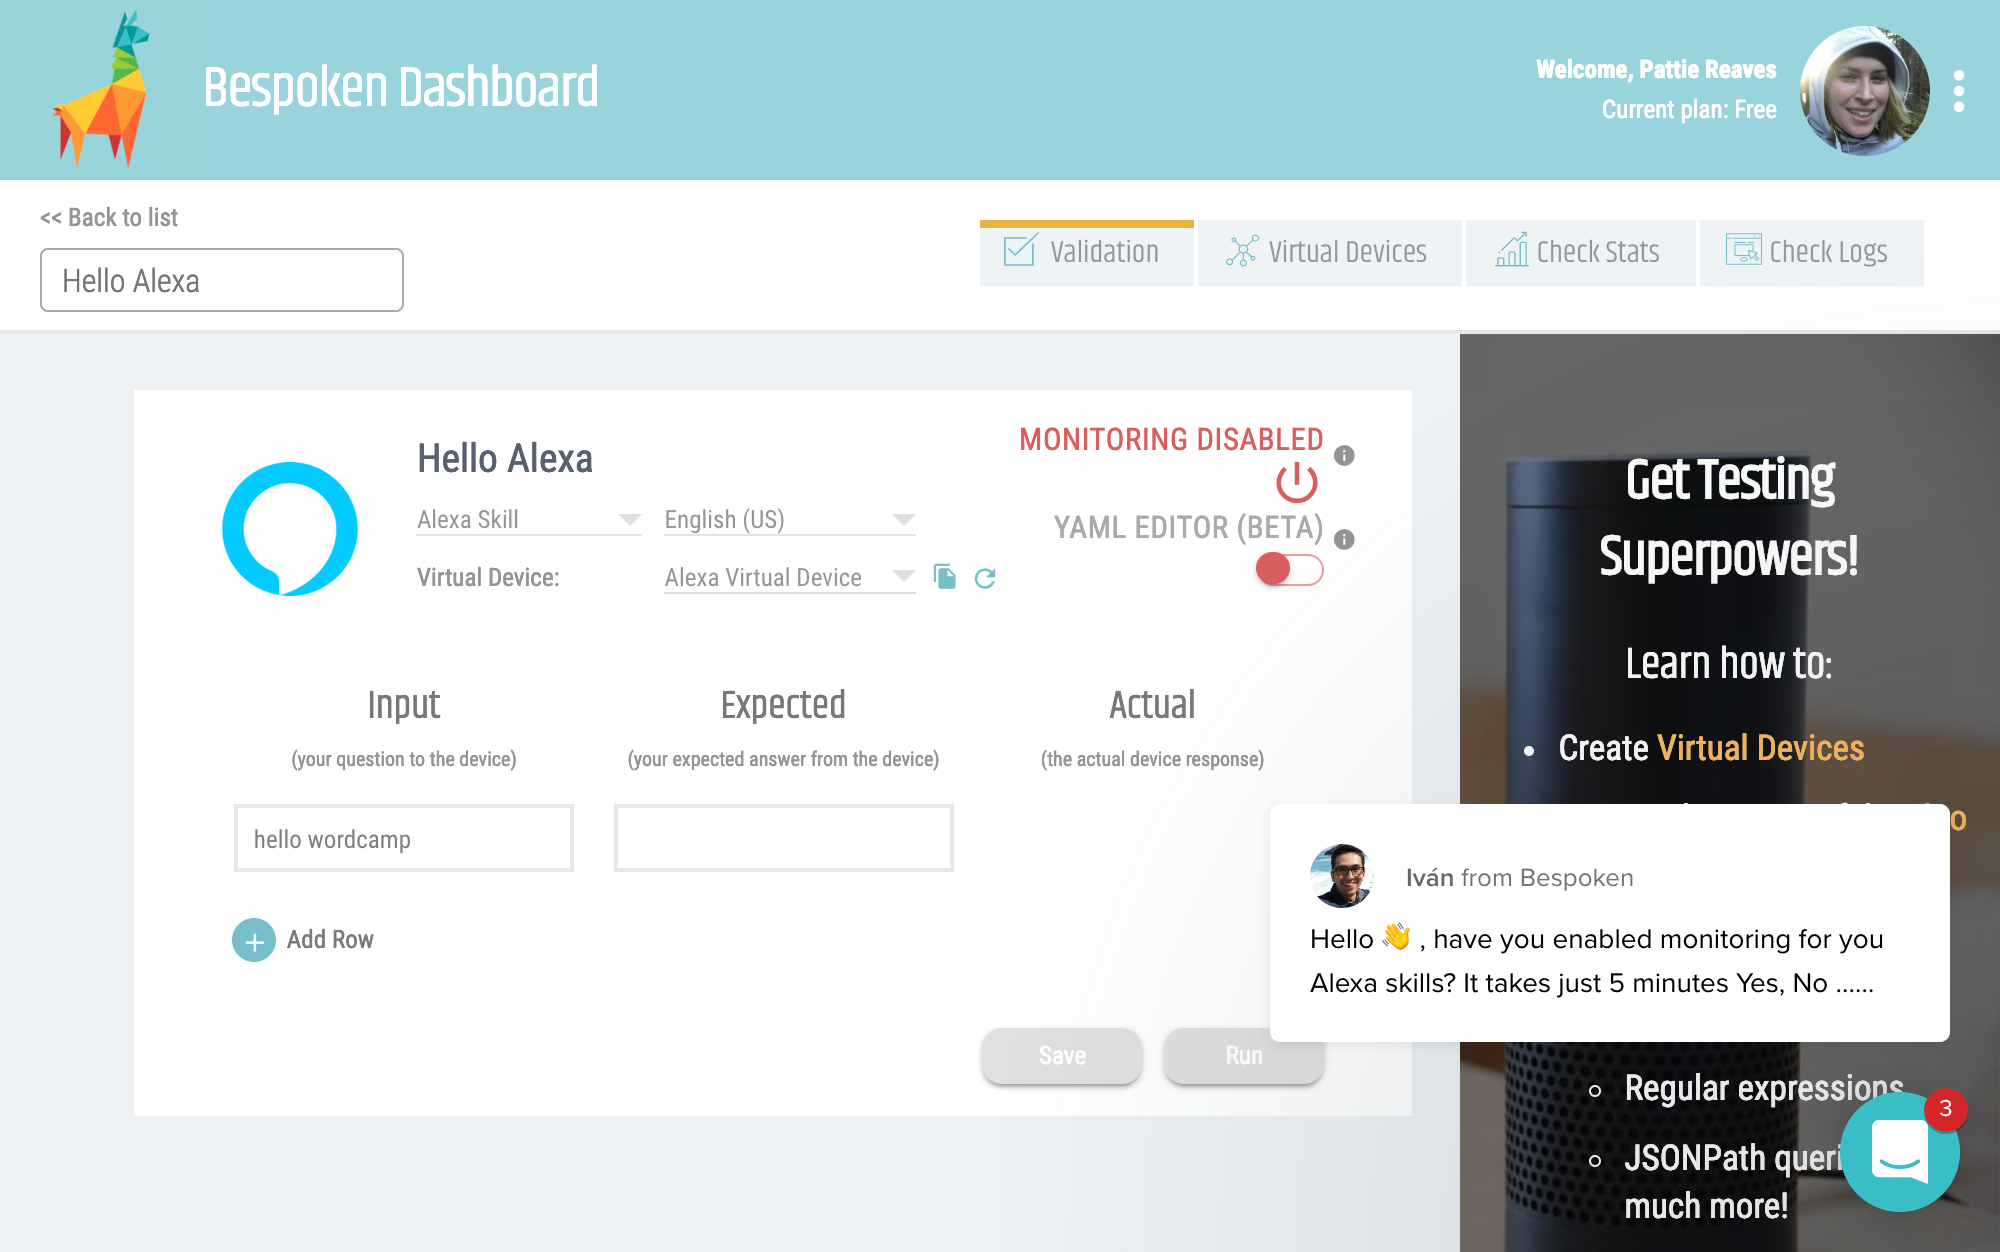 Bespoken Dashboard
Welcome, Pattie Reaves
Current plan: Free
<< Back to list
Hello Alexa
Validation
Virtual Devices
Check Stats
Check Logs
Hello Alexa
Alexa Skill
English (US)
Virtual Device:
Alexa Virtual Device
MONITORING DISABLED
YAML EDITOR (BETA)
Input
(your question to the device)
Expected
(your expected answer from the device)
Actual
(the actual device response)
hello wordcamp
Add Row
Save
Run
Get Testing
Superpowers!
Learn how to:
Create Virtual Devices
Iván from Bespoken
Hello 👋 , have you enabled monitoring for you
Alexa skills? It takes just 5 minutes Yes, No ......
Regular expressions
JSONPath
much more!
3